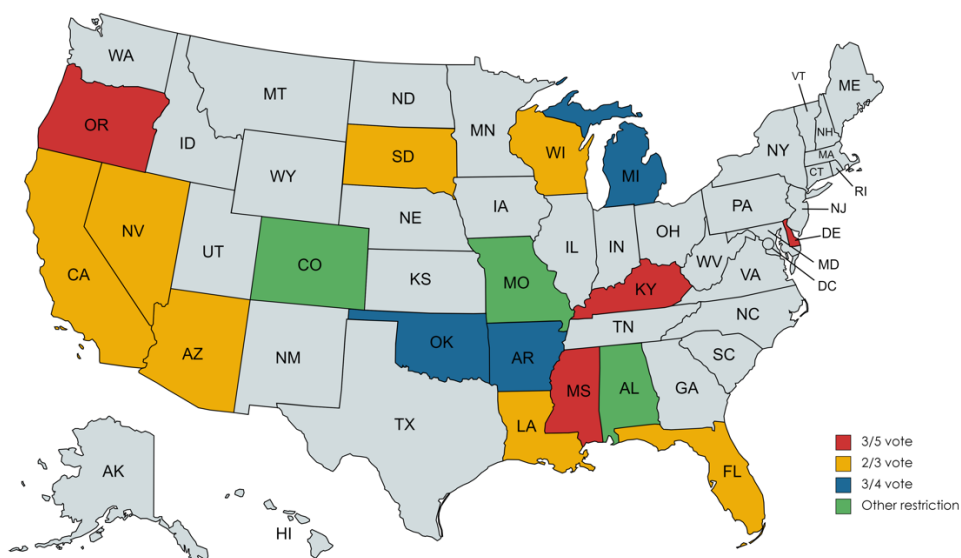 WA
MT
ND
MN
VT
ME
OR
ID
SD
WI
MI
NY
NH
MA
CT
RI
WY
IA
PA
NJ
NE
NV
UT
CO
IL
IN
OH
DE
CA
KS
MO
WV
VA
MD
DC
KY
NC
TN
AZ
NM
OK
AR
SC
MS
AL
GA
TX
LA
AK
FL
HI
3/5 vote
2/3 vote
3/4 vote
Other restriction